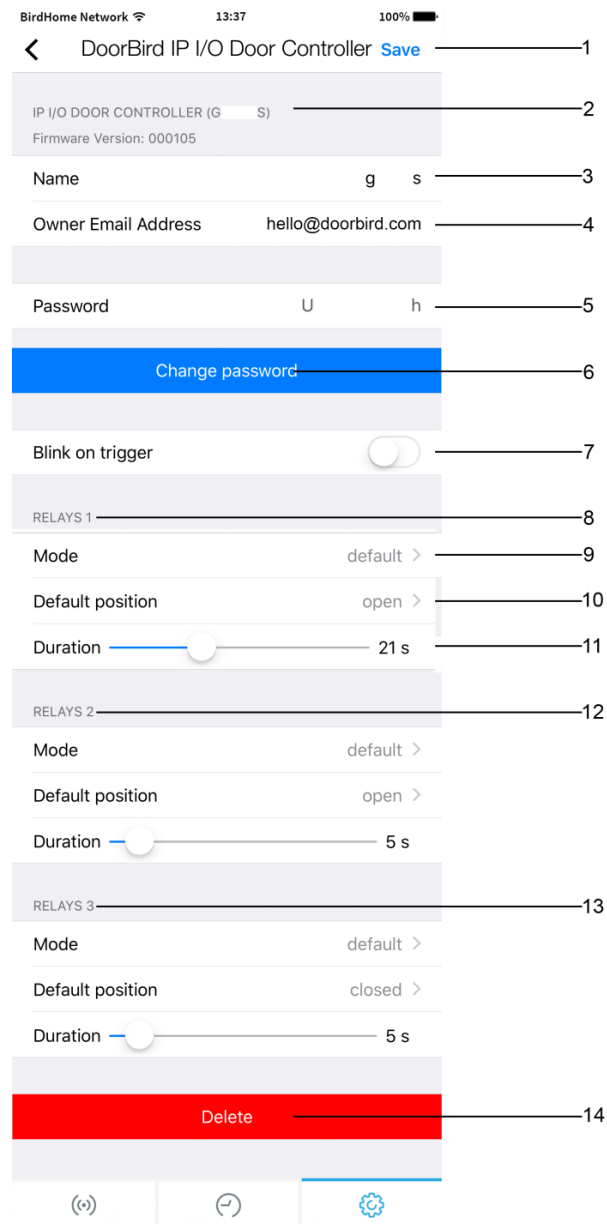 BirdHome Network 13:37 100%
DoorBird IP I/O Door Controller Save 1
IP I/O DOOR CONTROLLER (G S) 2
Firmware Version: 000105
Name g s 3
Owner Email Address hello@doorbird.com 4
Password U h 5
Change password 6
Blink on trigger 7
RELAYS 1 8
Mode default > 9
Default position open > 10
Duration 21 s 11
RELAYS 2 12
Mode default >
Default position open >
Duration 5 s
RELAYS 3 13
Mode default >
Default position closed >
Duration 5 s
Delete 14